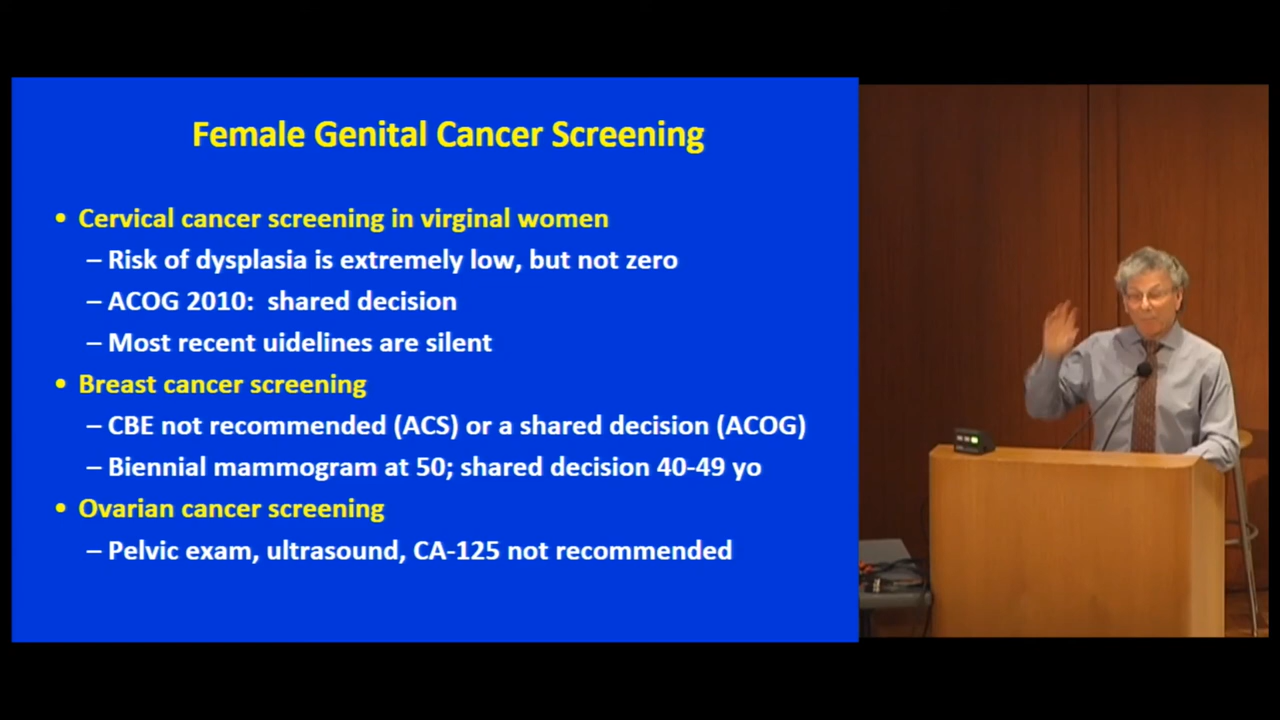 Female Genital Cancer Screening
• Cervical cancer screening in virginal women
– Risk of dysplasia is extremely low, but not zero
– ACOG 2010: shared decision
– Most recent uidelines are silent
• Breast cancer screening
– CBE not recommended (ACS) or a shared decision (ACOG)
– Biennial mammogram at 50; shared decision 40-49 yo
• Ovarian cancer screening
– Pelvic exam, ultrasound, CA-125 not recommended